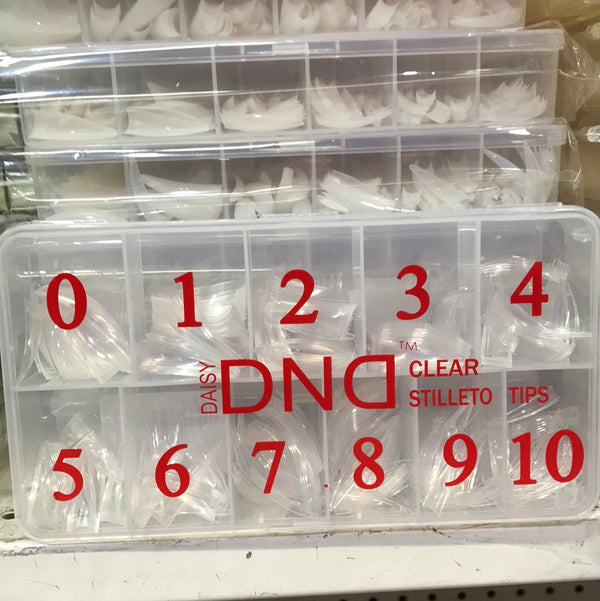 0 1 2 3 4
DAISY DND™ CLEAR
STILLETO TIPS
5 6 7 8 9 10